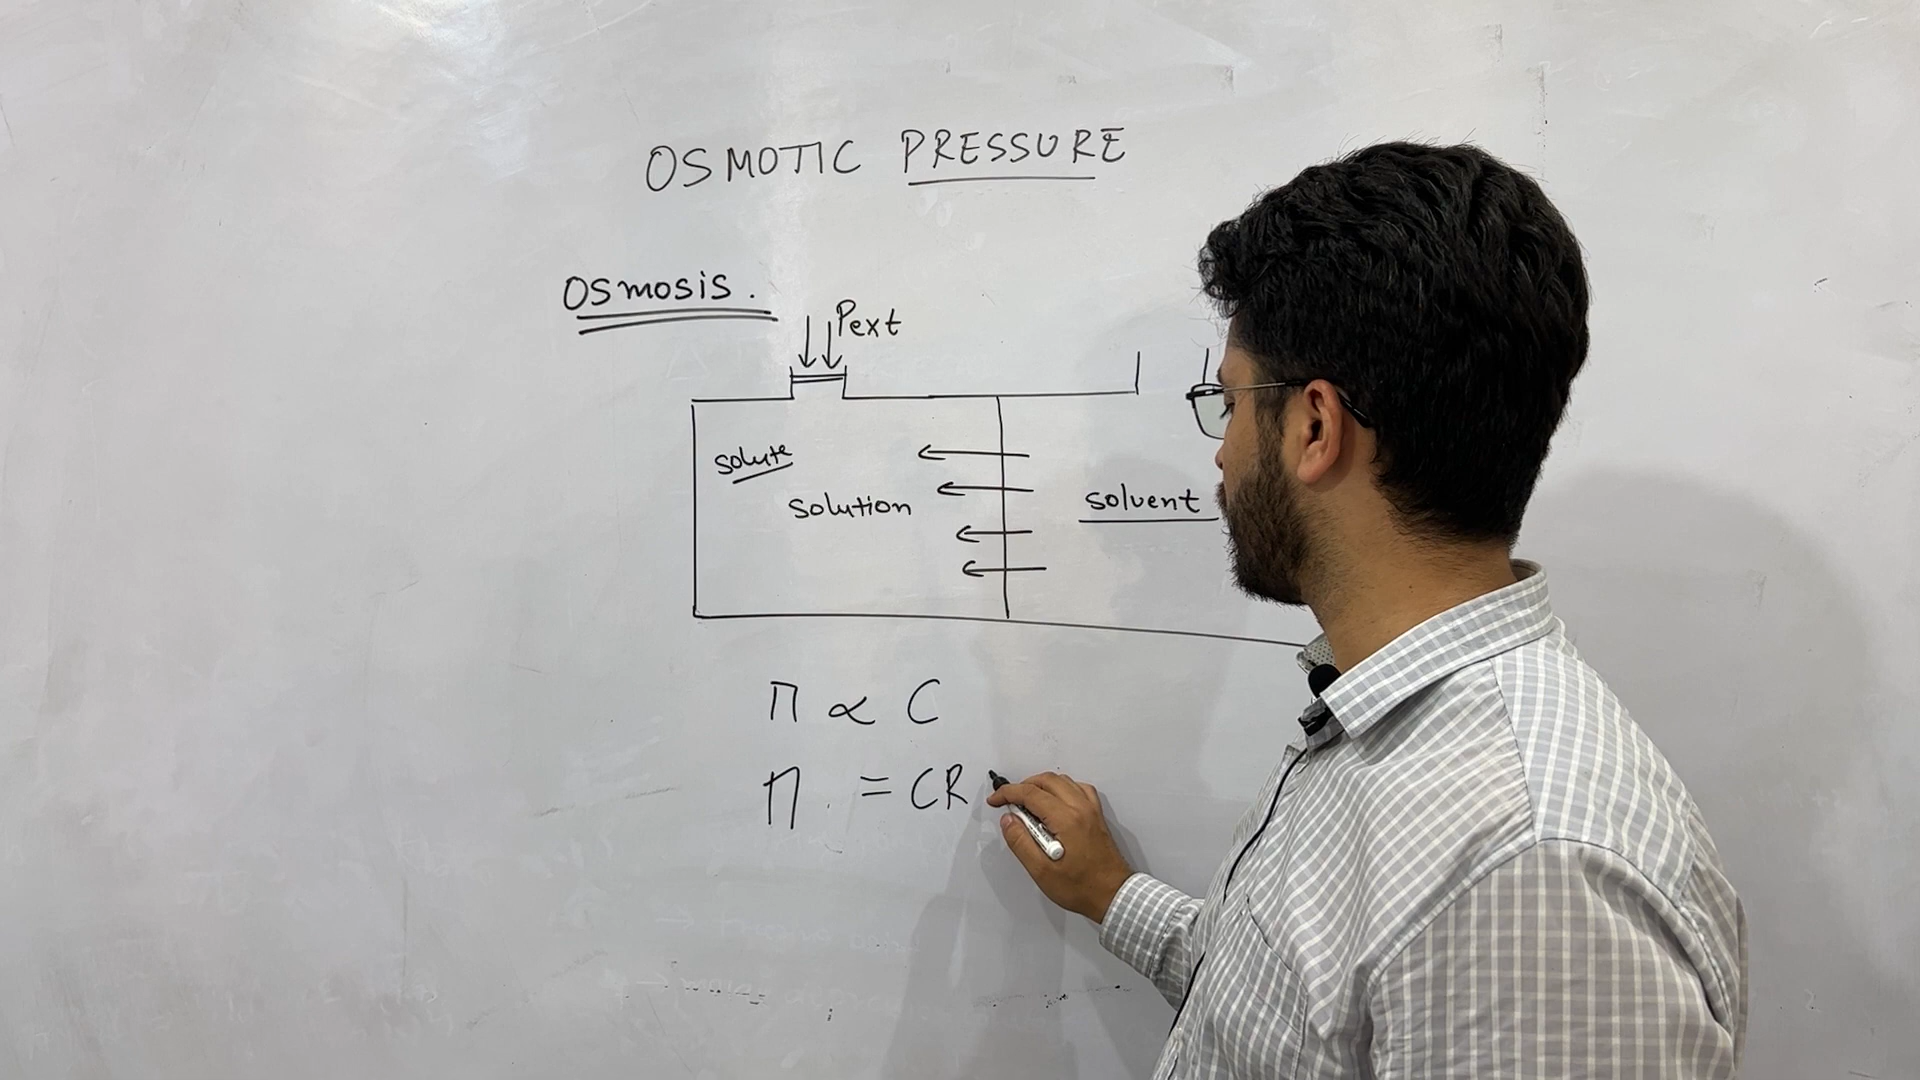 OSMOTIC PRESSURE
Osmosis.
Pext
solute
solution
solvent
π ∝ C
π = CR